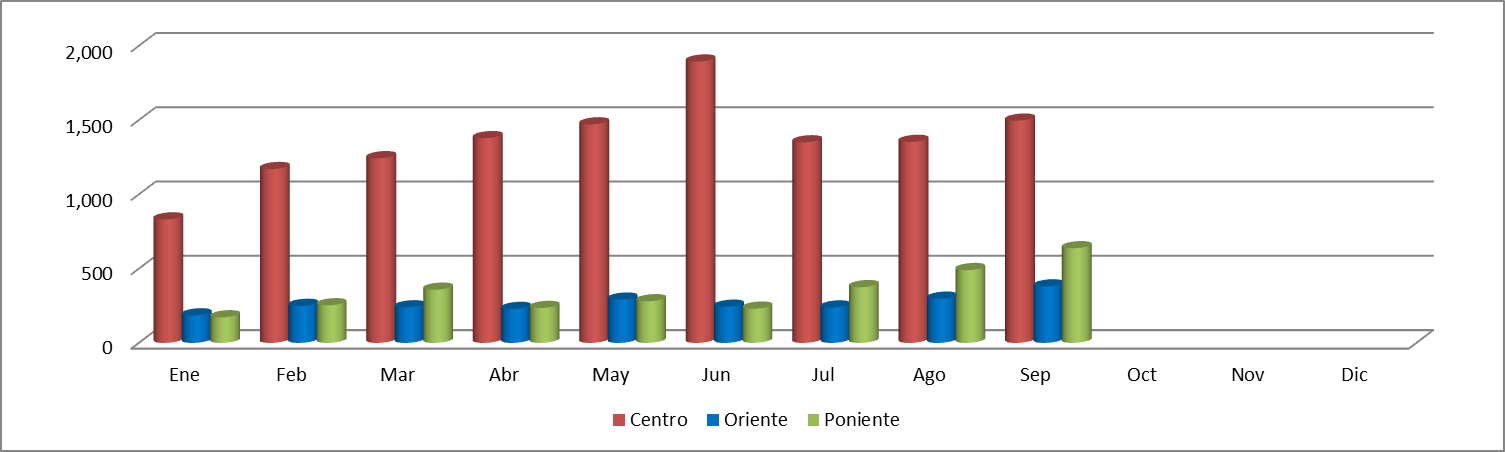 2,000
1,500
1,000
500
0
Ene Feb Mar Abr May Jun Jul Ago Sep Oct Nov Dic
Centro Oriente Poniente